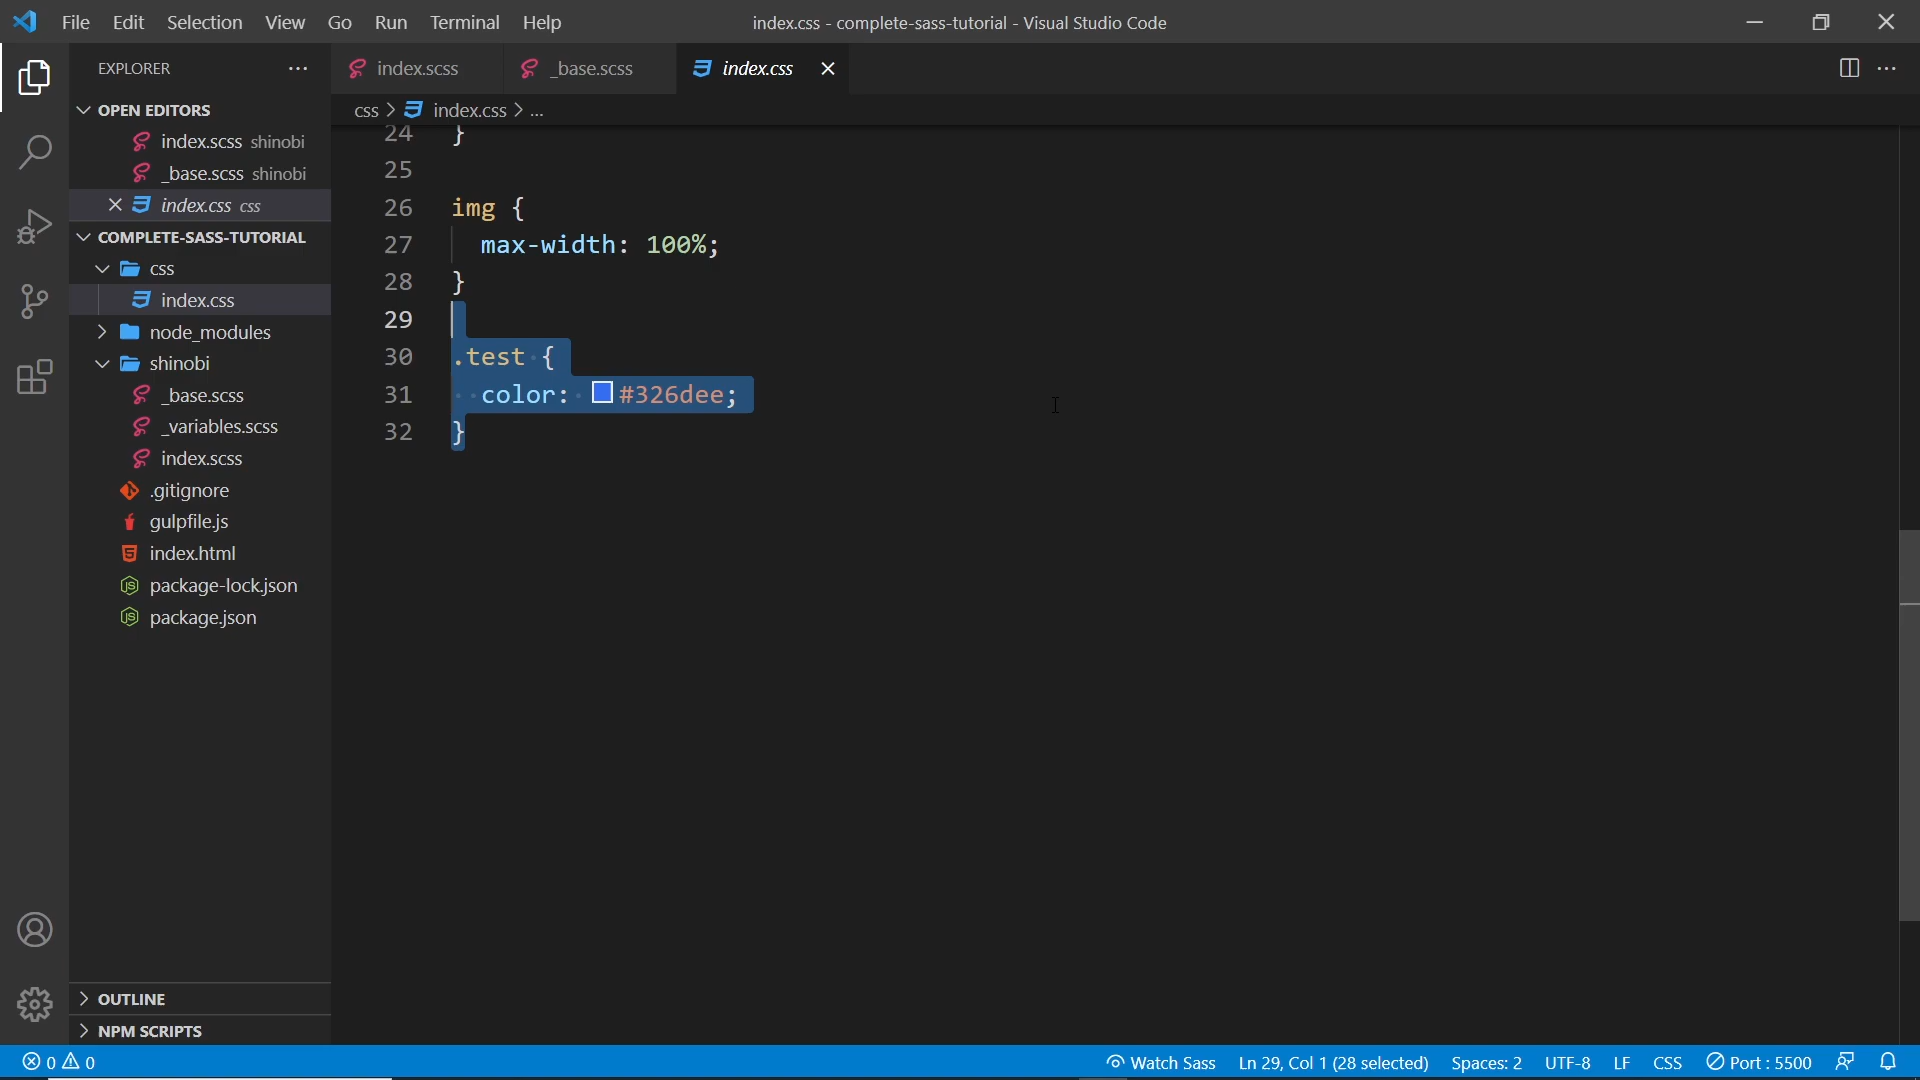 File Edit Selection View Go Run Terminal Help
index.css - complete-sass-tutorial - Visual Studio Code
EXPLORER
OPEN EDITORS
index.scss shinobi
_base.scss shinobi
index.css css
COMPLETE-SASS-TUTORIAL
css
index.css
node_modules
shinobi
_base.scss
_variables.scss
index.scss
.gitignore
gulpfile.js
index.html
package-lock.json
package.json
OUTLINE
NPM SCRIPTS
index.scss _base.scss index.css
css > index.css > ...
24 }
25
26 img {
27 max-width: 100%;
28 }
29
30 .test {
31 color: #326dee;
32 }
0 0 Watch Sass Ln 29, Col 1 (28 selected) Spaces: 2 UTF-8 LF CSS Port : 5500